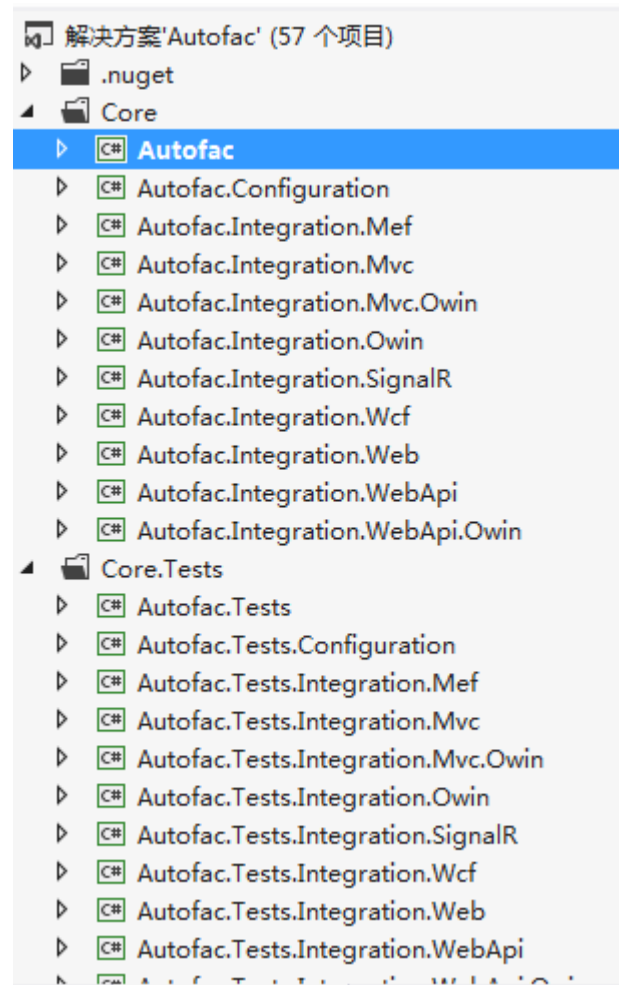 解决方案'Autofac' (57 个项目)
.nuget
Core
C# Autofac
C# Autofac.Configuration
C# Autofac.Integration.Mef
C# Autofac.Integration.Mvc
C# Autofac.Integration.Mvc.Owin
C# Autofac.Integration.Owin
C# Autofac.Integration.SignalR
C# Autofac.Integration.Wcf
C# Autofac.Integration.Web
C# Autofac.Integration.WebApi
C# Autofac.Integration.WebApi.Owin
Core.Tests
C# Autofac.Tests
C# Autofac.Tests.Configuration
C# Autofac.Tests.Integration.Mef
C# Autofac.Tests.Integration.Mvc
C# Autofac.Tests.Integration.Mvc.Owin
C# Autofac.Tests.Integration.Owin
C# Autofac.Tests.Integration.SignalR
C# Autofac.Tests.Integration.Wcf
C# Autofac.Tests.Integration.Web
C# Autofac.Tests.Integration.WebApi